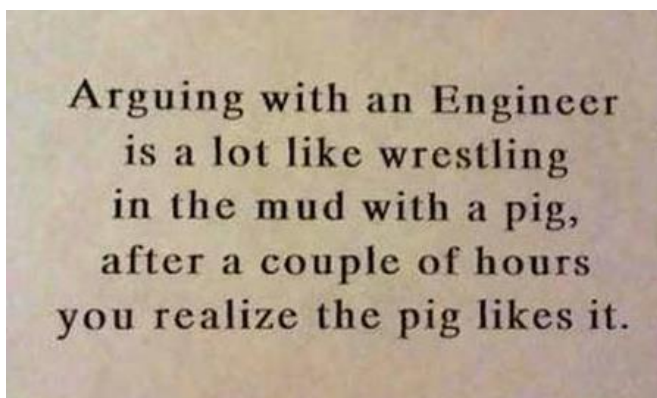 Arguing with an Engineer
is a lot like wrestling
in the mud with a pig,
after a couple of hours
you realize the pig likes it.